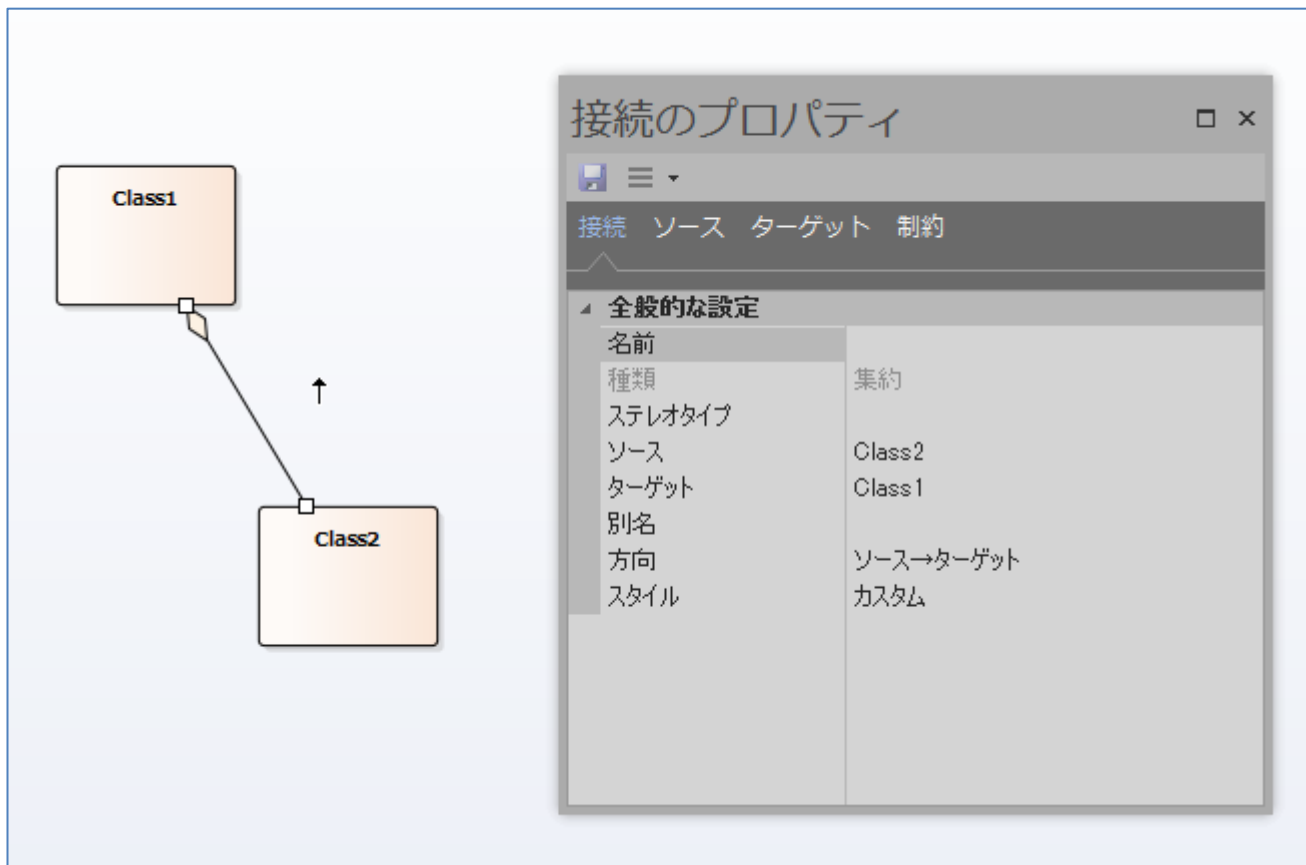 Class1
Class2
接続のプロパティ
接続 ソース ターゲット 制約
全般的な設定
名前
種類 集約
ステレオタイプ
ソース Class2
ターゲット Class1
別名
方向 ソース→ターゲット
スタイル カスタム